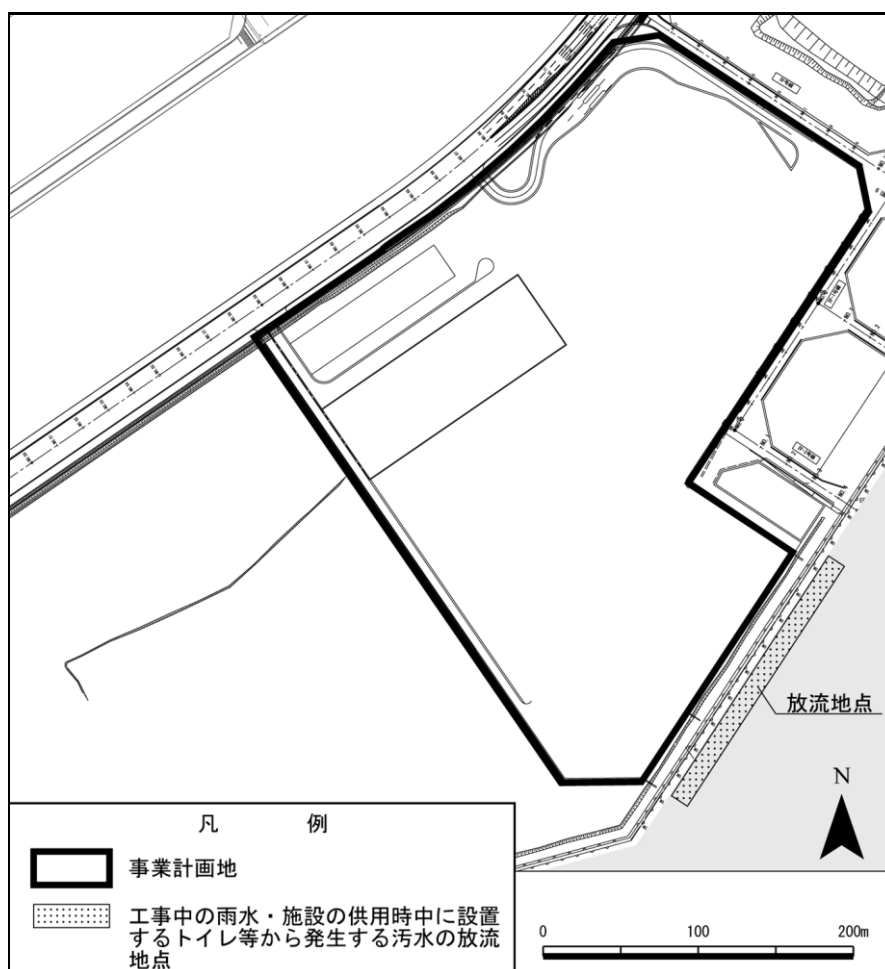 放流地点
N
凡 例
事業計画地
工事中の雨水・施設の供用時中に設置
するトイレ等から発生する汚水の放流
地点
0 100 200m